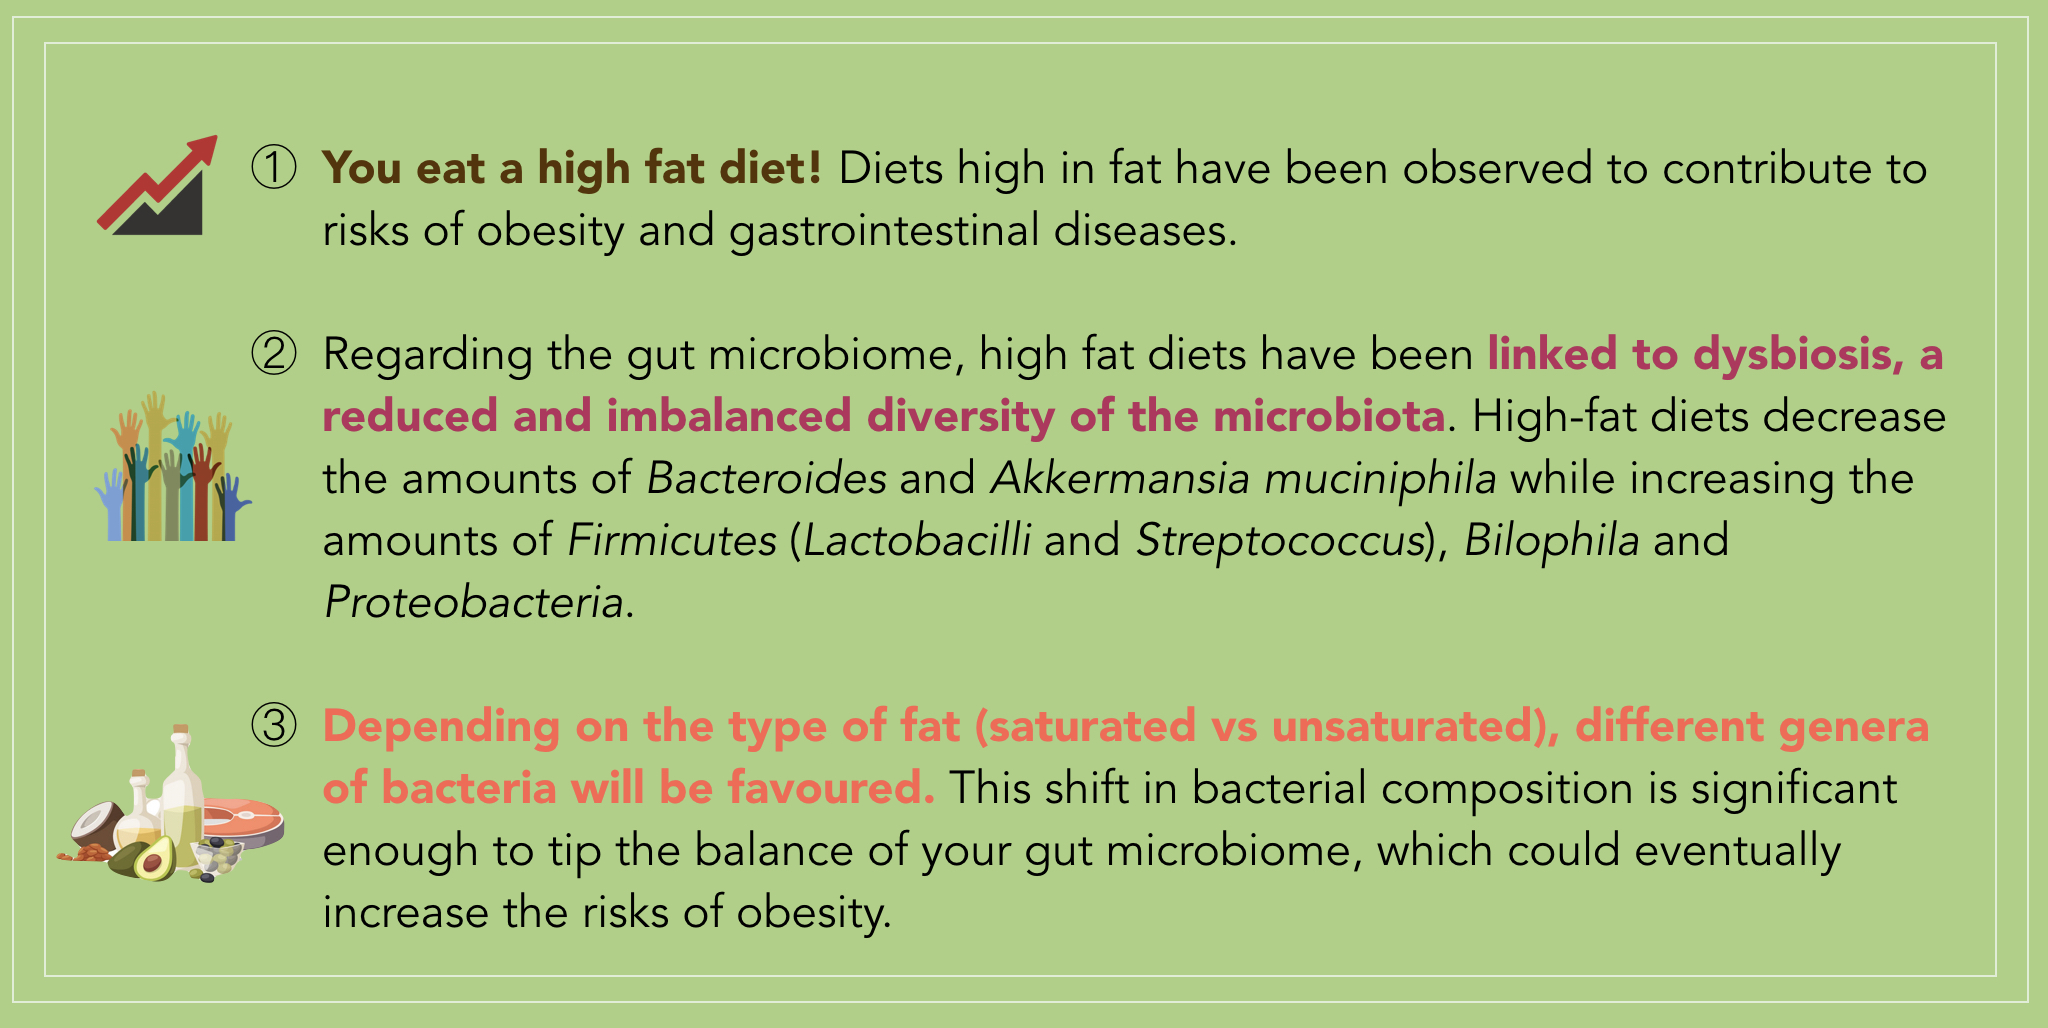 ① You eat a high fat diet! Diets high in fat have been observed to contribute to
risks of obesity and gastrointestinal diseases.
② Regarding the gut microbiome, high fat diets have been linked to dysbiosis, a
reduced and imbalanced diversity of the microbiota. High-fat diets decrease
the amounts of Bacteroides and Akkermansia muciniphila while increasing the
amounts of Firmicutes (Lactobacilli and Streptococcus), Bilophila and
Proteobacteria.
③ Depending on the type of fat (saturated vs unsaturated), different genera
of bacteria will be favoured. This shift in bacterial composition is significant
enough to tip the balance of your gut microbiome, which could eventually
increase the risks of obesity.